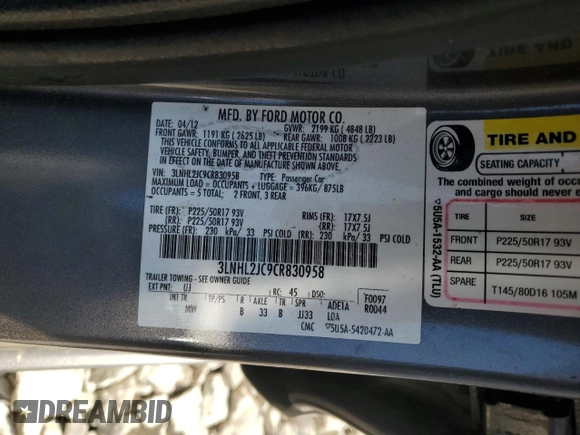 MFD. BY FORD MOTOR CO.
DATE: 04/12 GVWR: 2199 KG ( 4848 LB)
FRONT GAWR: 1191 KG ( 2625 LB) REAR GAWR: 1008 KG ( 2223 LB)
THIS VEHICLE CONFORMS TO ALL APPLICABLE FEDERAL MOTOR
VEHICLE SAFETY, BUMPER, AND THEFT PREVENTION STANDARDS IN
EFFECT ON THE DATE OF MANUFACTURE SHOWN ABOVE
VIN: 3LNHL2JC9CR830958 TYPE: Passenger Car
MAXIMUM LOAD = OCCUPANTS + LUGGAGE = 396KG/ 875LB
OCCUPANTS = 5 TOTAL: 2 FRONT, 3 REAR
TIRE (FR): P225/50R17 93V RIMS (FR): 17X7.5J
(RR): P225/50R17 93V (RR): 17X7.5J
PRESSURE (FR): 230 kPa/ 33 PSI COLD (RR): 230 kPa/ 33 PSI COLD
3LNHL2JC9CR830958
TRAILER TOWING - SEE OWNER GUIDE
EXT PNT: UJ RC: 45 DSO: F0097
INT TR TP/PS R AXLE TR SPR ADE1A R0044
MW B 33 B JJ33 LOA
CMC ▽5U5A-5420472-AA
TIRE AND
SEATING CAPACITY
The combined weight of occu
and cargo should never
TIRE SIZE
FRONT P225/50R17 93V
REAR P225/50R17 93V
SPARE T145/80D16 105M
▽5U5A-1532-AA (TLU)
DREAMBID